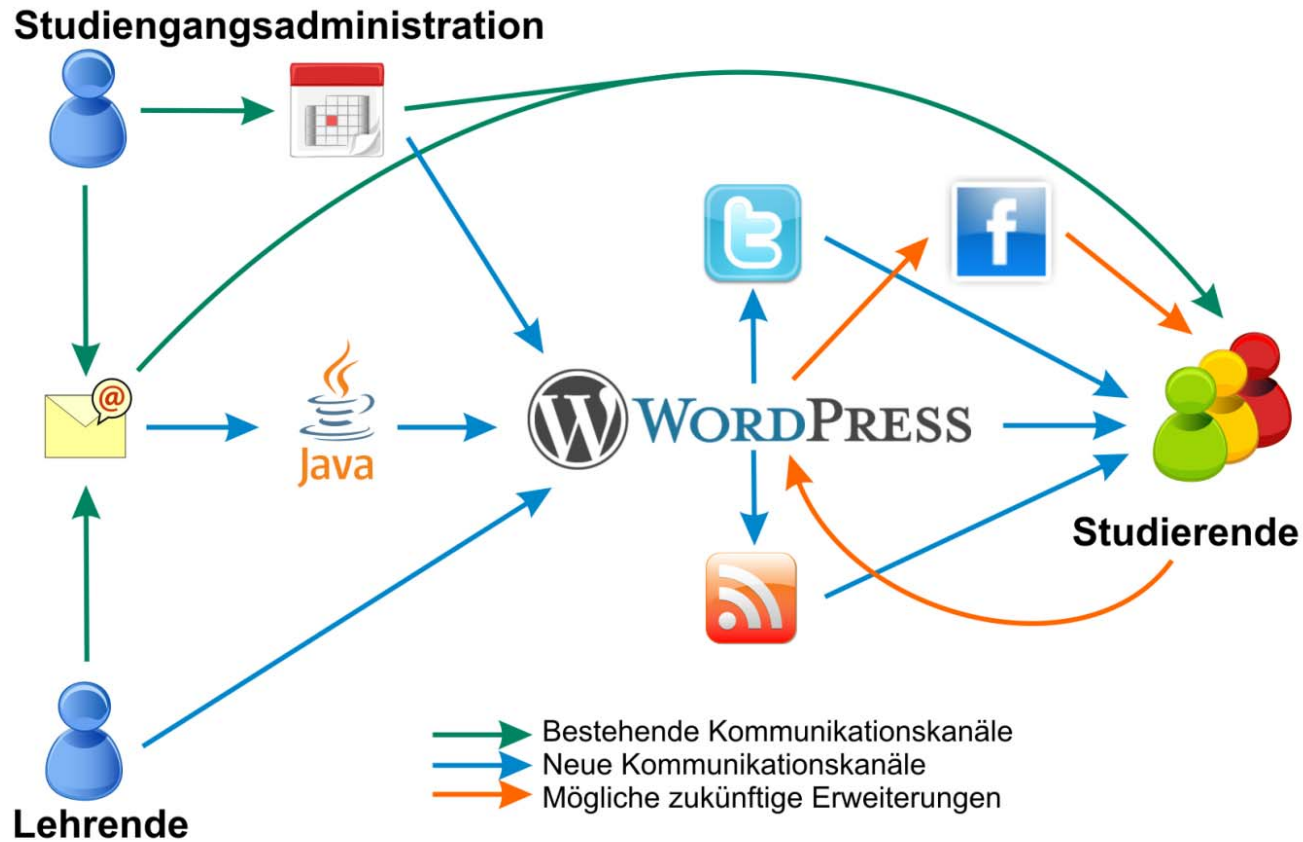 Studiengangsadministration
@
Java
WORDPRESS
Studierende
Bestehende Kommunikationskanäle
Neue Kommunikationskanäle
Mögliche zukünftige Erweiterungen
Lehrende